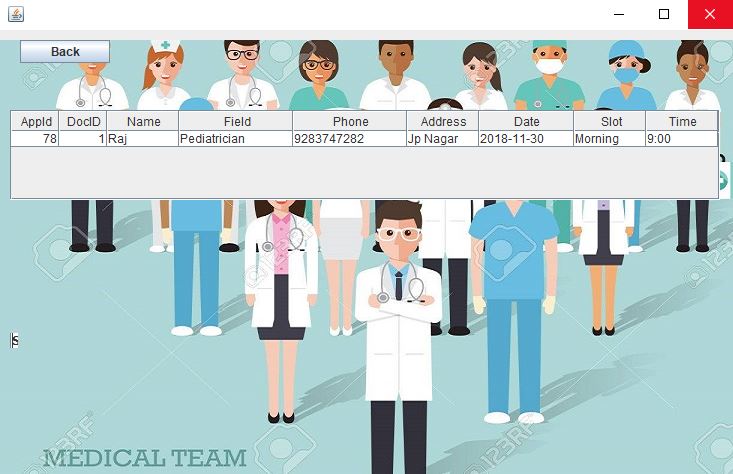 Back
AppId DocID Name Field Phone Address Date Slot Time
78 1 Raj Pediatrician 9283747282 Jp Nagar 2018-11-30 Morning 9:00
S
MEDICAL TEAM
123RF